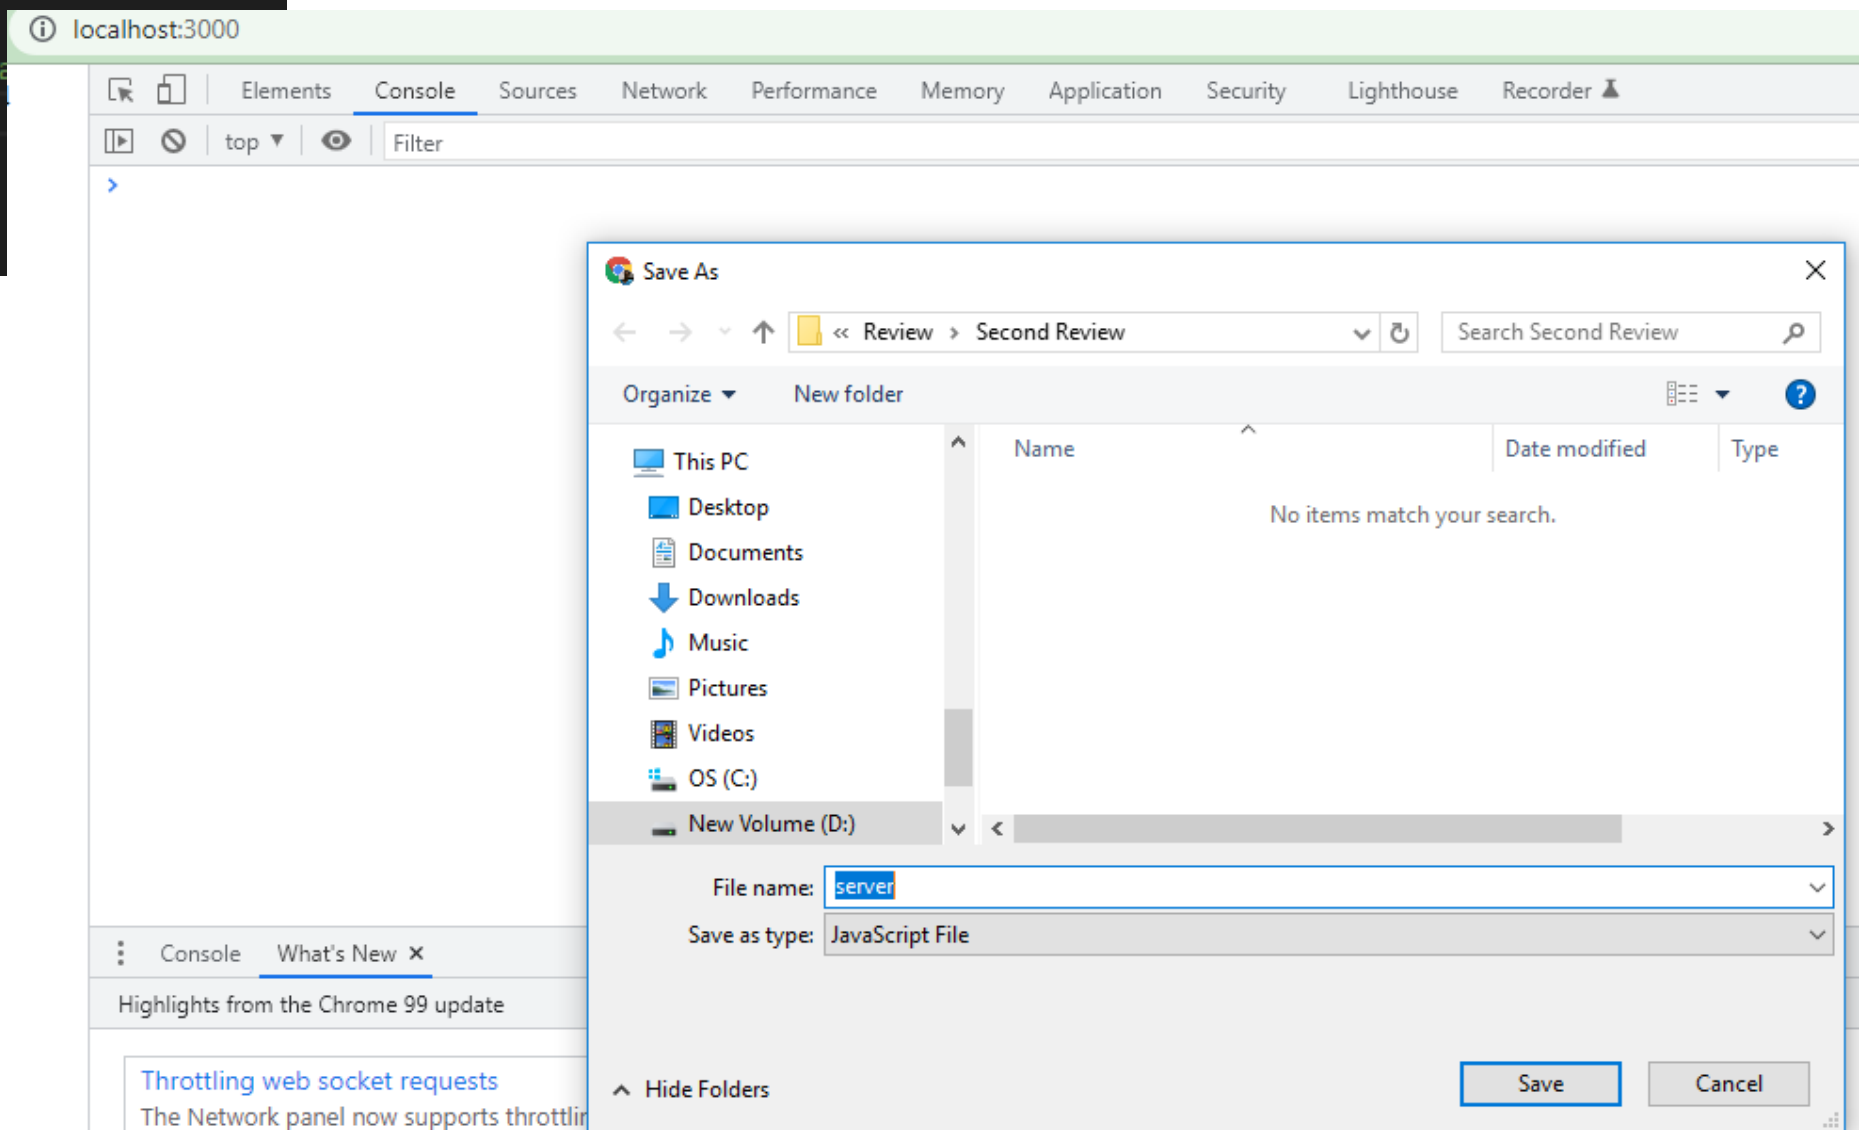 localhost:3000
Elements Console Sources Network Performance Memory Application Security Lighthouse Recorder
top Filter
Save As
« Review › Second Review Search Second Review
Organize New folder
This PC
Desktop
Documents
Downloads
Music
Pictures
Videos
OS (C:)
New Volume (D:)
Name Date modified Type
No items match your search.
File name: server
Save as type: JavaScript File
Hide Folders Save Cancel
Console What's New
Highlights from the Chrome 99 update
Throttling web socket requests
The Network panel now supports